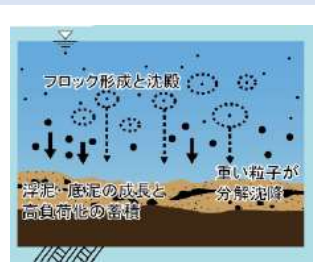 フロック形成と沈殿
重い粒子が
分解沈降
浮泥・底泥の成長と
高負荷化の蓄積